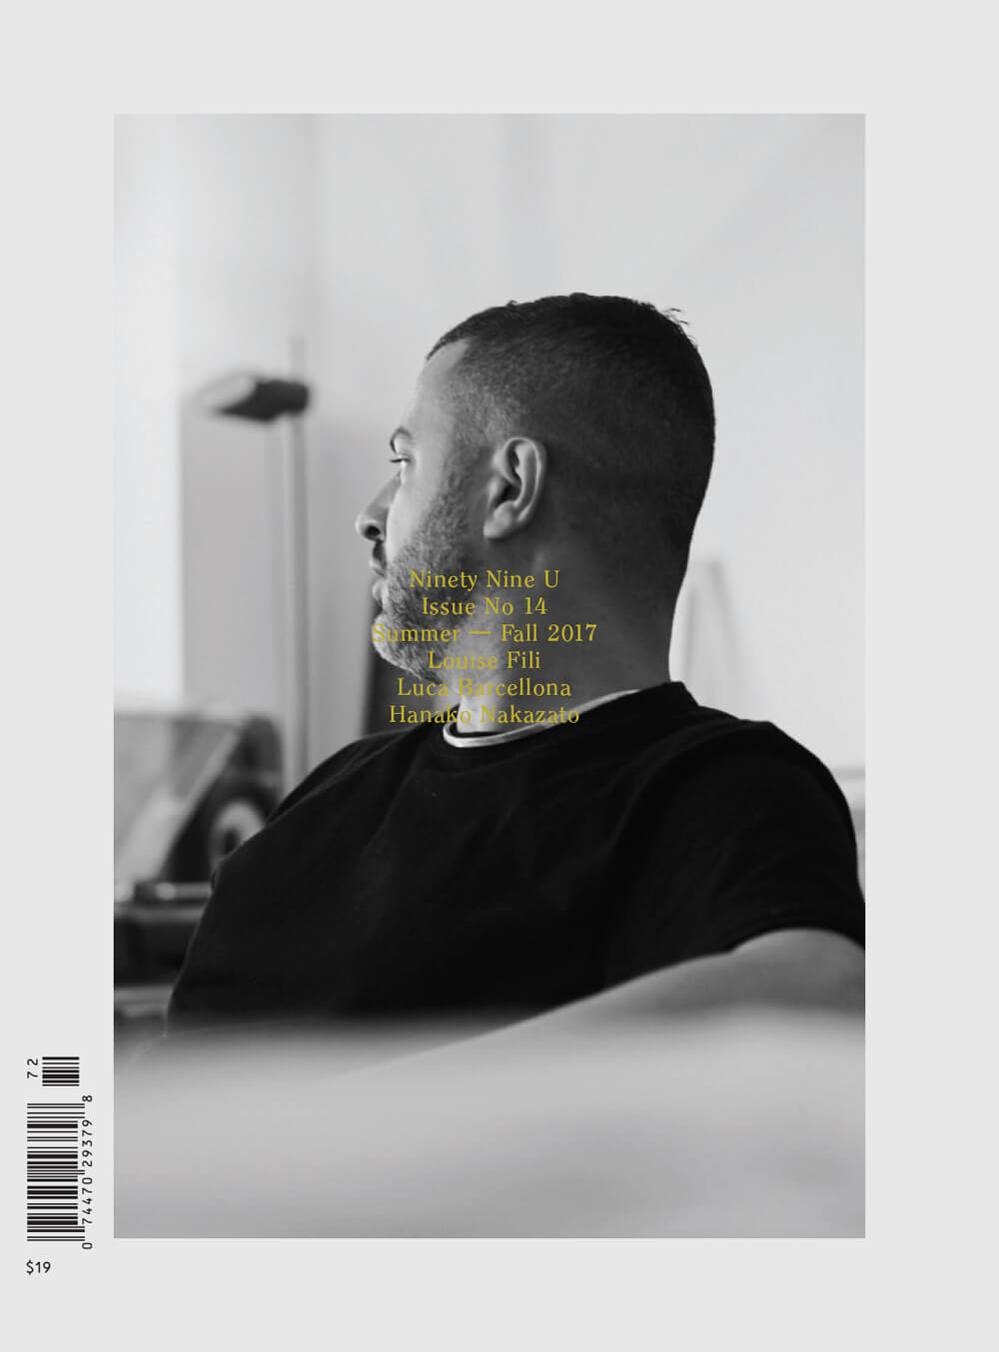 Ninety Nine U
Issue No 14
Summer — Fall 2017
Louise Fili
Luca Barcellona
Hanako Nakazato
72
0 74470 29379 8
$19